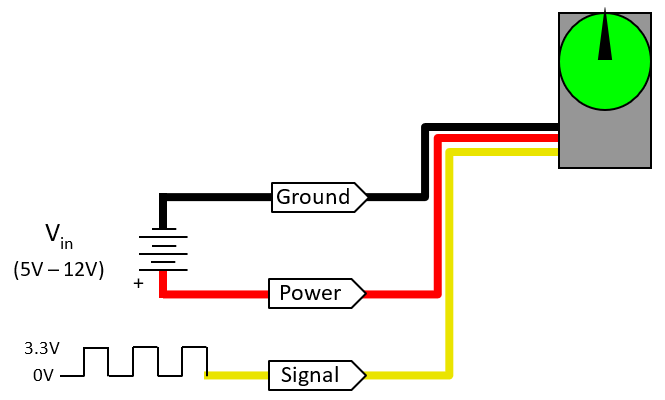 Ground
V_in
(5V – 12V)
+
Power
3.3V
0V
Signal